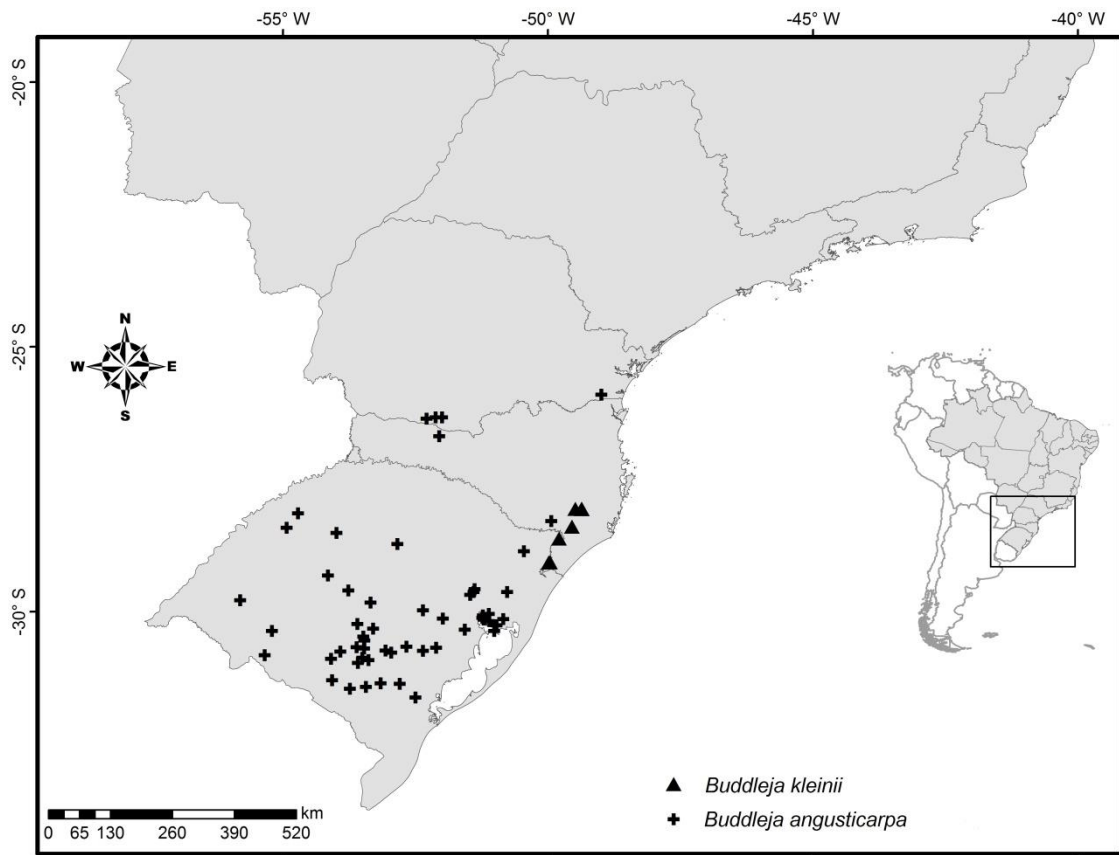 -55° W
-50° W
-45° W
-40° W
-20° S
-25° S
-30° S
N
W
E
S
Buddleja kleinii
Buddleja angusticarpa
km
0 65 130 260 390 520